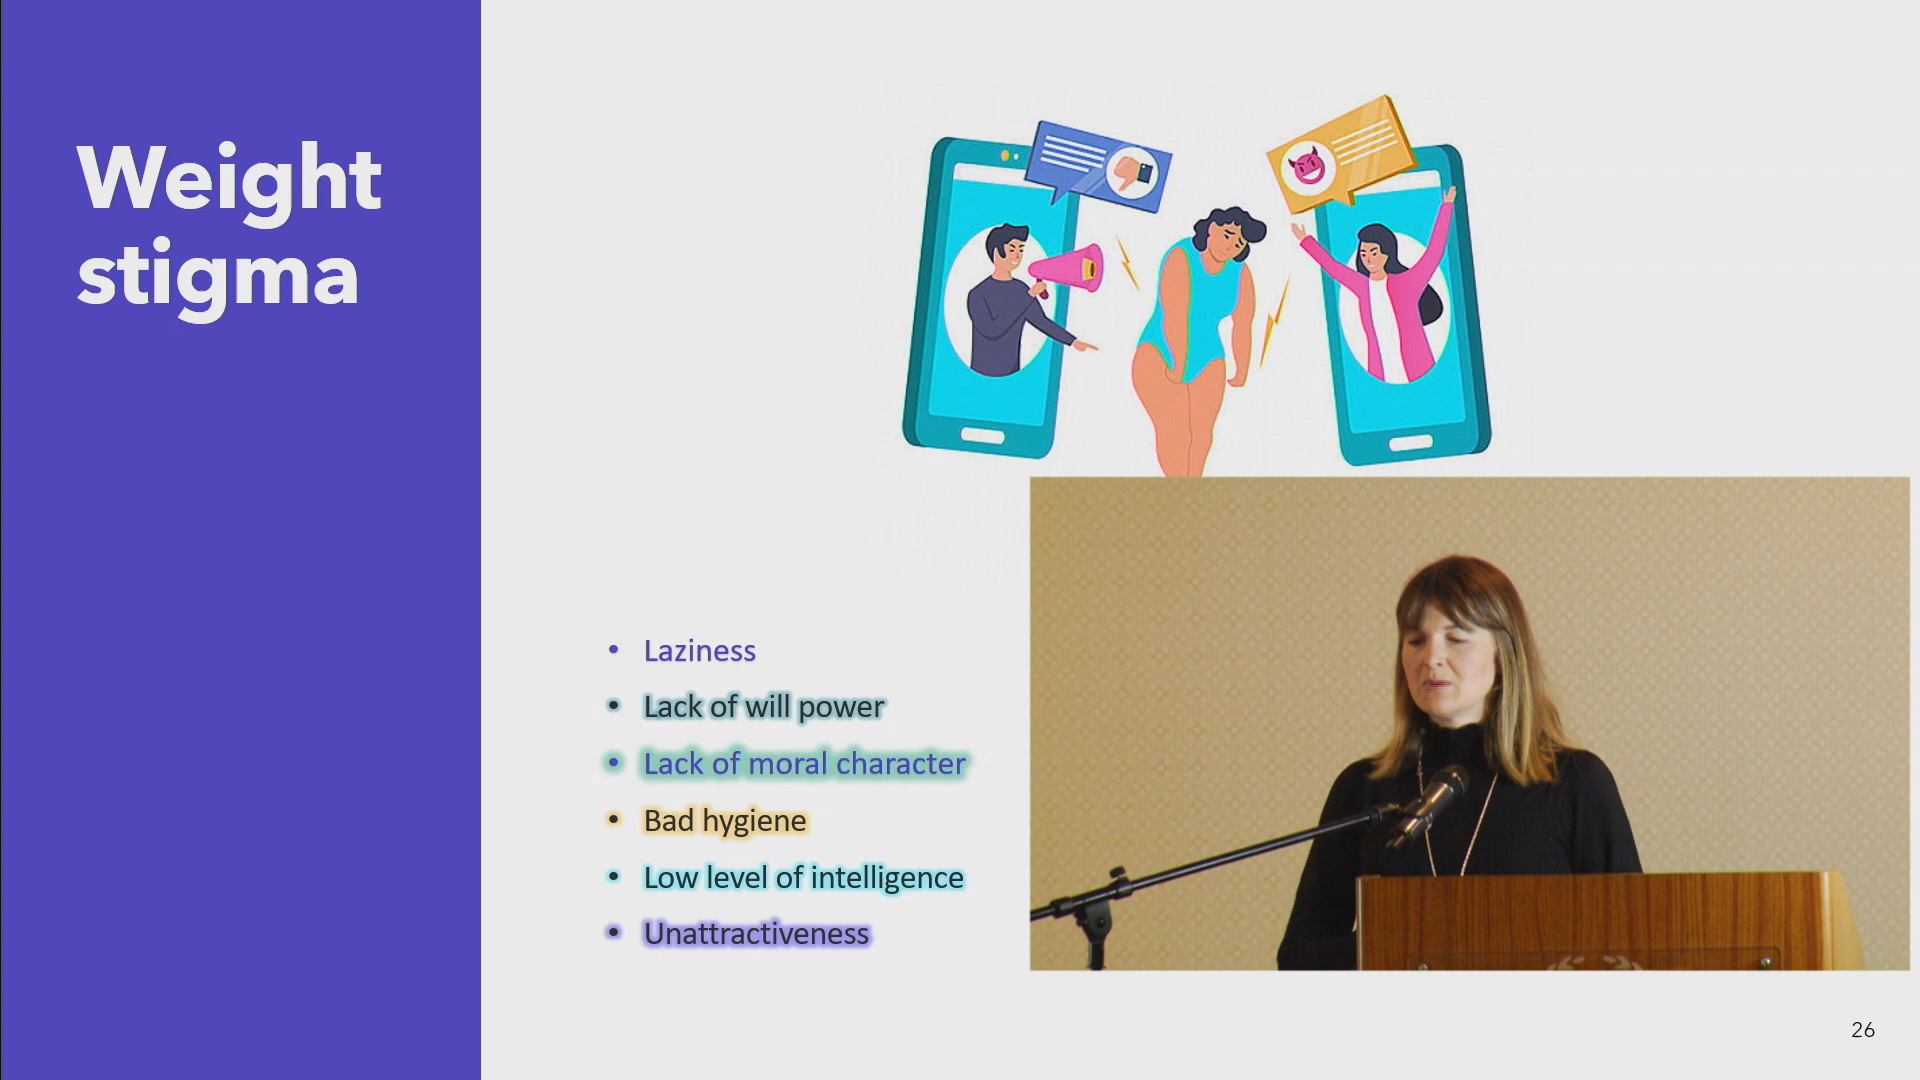 Weight
stigma
• Laziness
• Lack of will power
• Lack of moral character
• Bad hygiene
• Low level of intelligence
• Unattractiveness
26